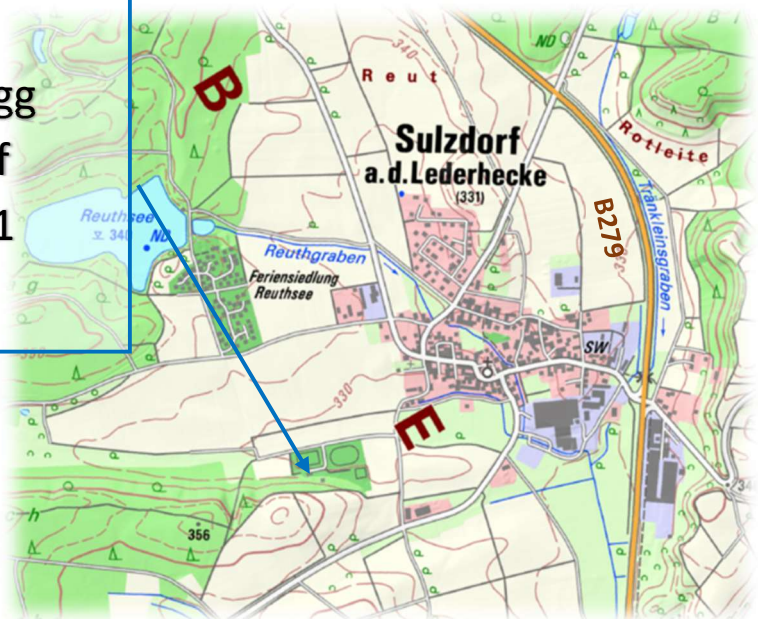 gg
f
1
B
ND
340
Reut
Sulzdorf
a.d.Lederhecke
(331)
Rotleite
B279
Tränkleinsgraben
Reuthsee
ND
Reuthgraben
Feriensiedlung
Reuthsee
g
SW
330
E
h
356